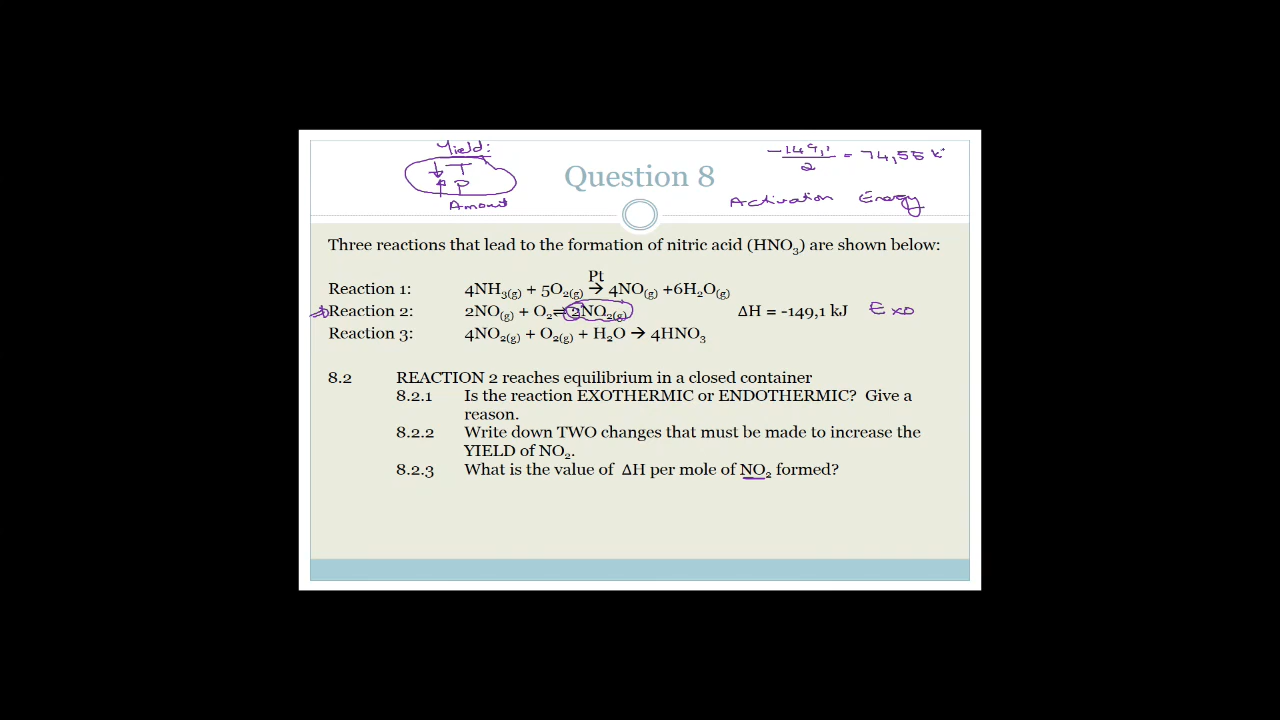 Yield:
↓ T
↑ P
Amount
-149,1 / 2 = 74,55 k
Activation Energy
Question 8
Three reactions that lead to the formation of nitric acid (HNO₃) are shown below:
Pt
Reaction 1: 4NH₃(g) + 5O₂(g) → 4NO(g) +6H₂O(g)
Reaction 2: 2NO(g) + O₂⇌2NO₂(g) ΔH = -149,1 kJ Exo
Reaction 3: 4NO₂(g) + O₂(g) + H₂O → 4HNO₃
8.2 REACTION 2 reaches equilibrium in a closed container
8.2.1 Is the reaction EXOTHERMIC or ENDOTHERMIC? Give a
reason.
8.2.2 Write down TWO changes that must be made to increase the
YIELD of NO₂.
8.2.3 What is the value of ΔH per mole of NO₂ formed?